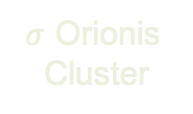 σ Orionis
Cluster